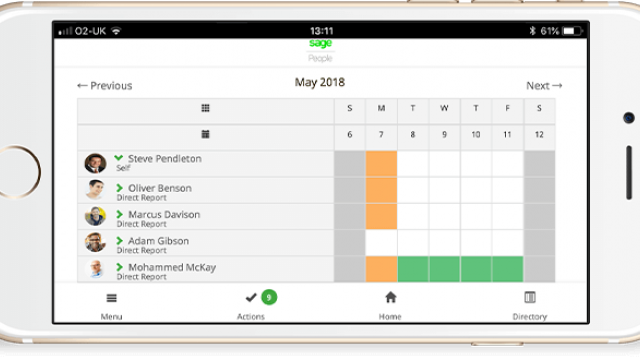 O2-UK 13:11 61%
sage
People
← Previous May 2018 Next →
S M T W T F S
6 7 8 9 10 11 12
Steve Pendleton
Self
Oliver Benson
Direct Report
Marcus Davison
Direct Report
Adam Gibson
Direct Report
Mohammed McKay
Direct Report
9
Menu Actions Home Directory